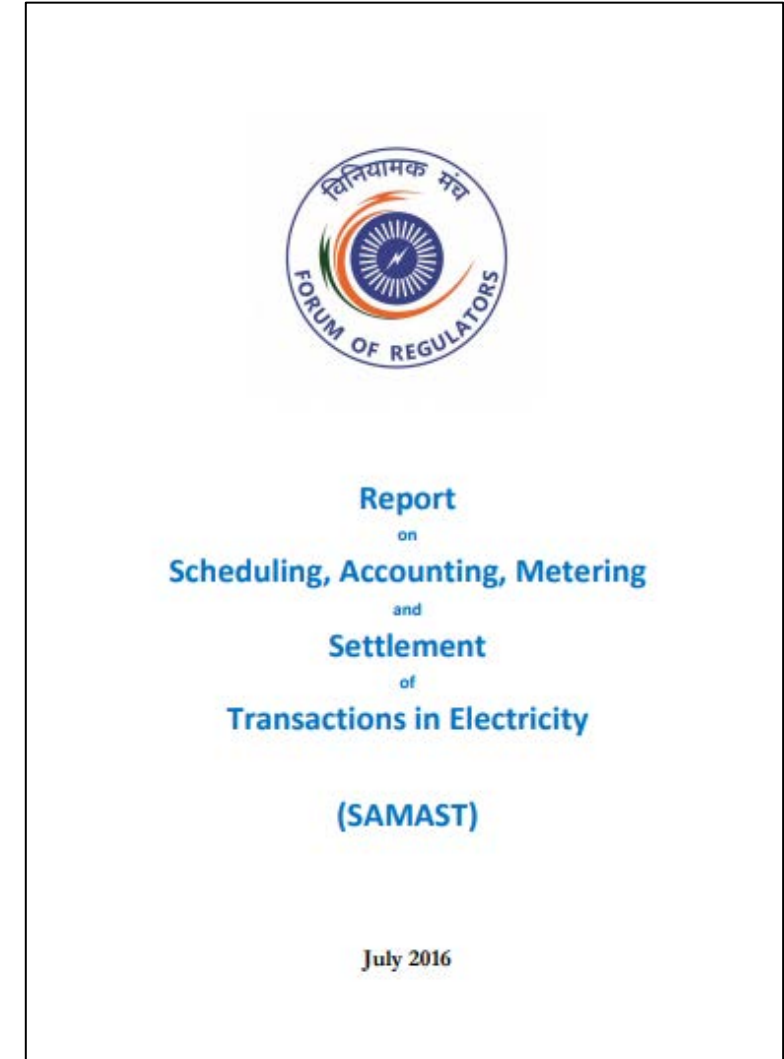 विनियामक मंच
FORUM OF REGULATORS
Report
on
Scheduling, Accounting, Metering
and
Settlement
of
Transactions in Electricity
(SAMAST)
July 2016